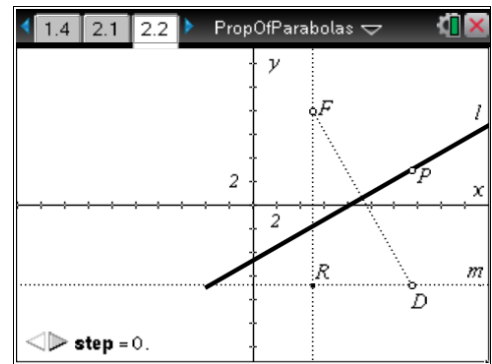 1.4 2.1 2.2 PropOfParabolas
y
F
l
P
2
x
2
R
m
D
step = 0.